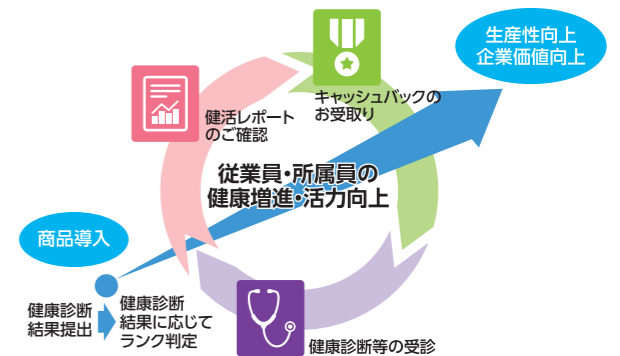 生産性向上
企業価値向上
キャッシュバックの
お受取り
健活レポート
のご確認
従業員・所属員の
健康増進・活力向上
商品導入
健康診断
結果提出
健康診断
結果に応じて
ランク判定
健康診断等の受診